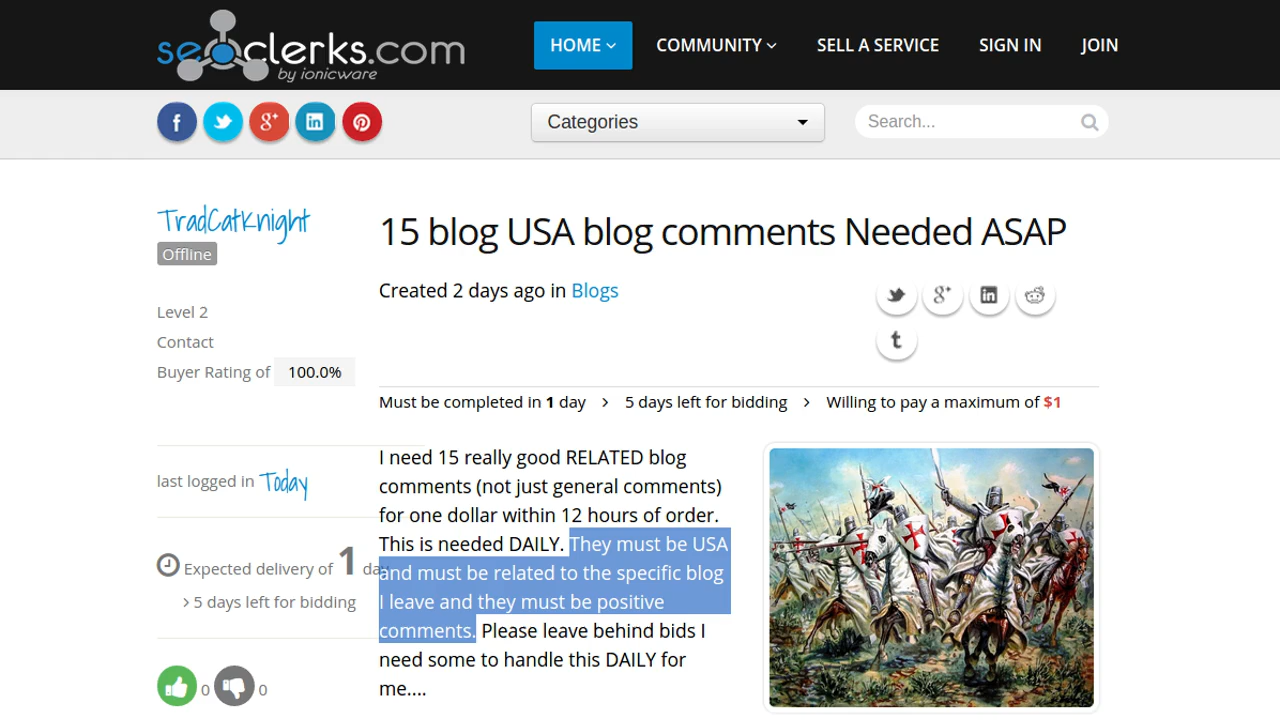 seoclerks.com
by ionicware
HOME
COMMUNITY
SELL A SERVICE
SIGN IN
JOIN
Categories
Search...
TradCatKnight
Offline
Level 2
Contact
Buyer Rating of 100.0%
last logged in Today
Expected delivery of 1 day
5 days left for bidding
0
0
15 blog USA blog comments Needed ASAP
Created 2 days ago in Blogs
Must be completed in 1 day > 5 days left for bidding > Willing to pay a maximum of $1
I need 15 really good RELATED blog
comments (not just general comments)
for one dollar within 12 hours of order.
This is needed DAILY. They must be USA
and must be related to the specific blog
I leave and they must be positive
comments. Please leave behind bids I
need some to handle this DAILY for
me....